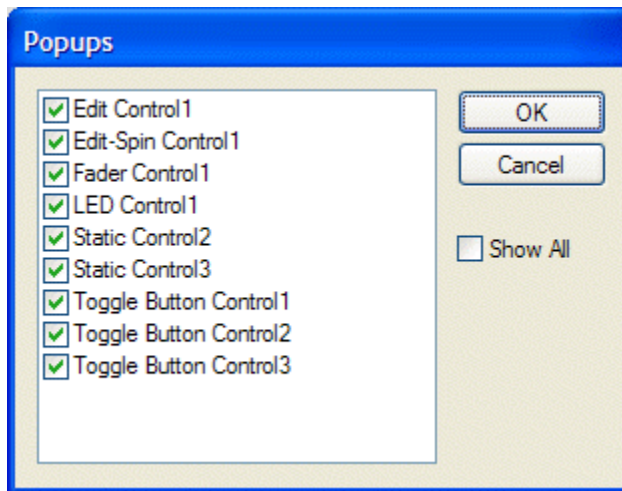 Popups
Edit Control1
Edit-Spin Control1
Fader Control1
LED Control1
Static Control2
Static Control3
Toggle Button Control1
Toggle Button Control2
Toggle Button Control3
OK
Cancel
Show All